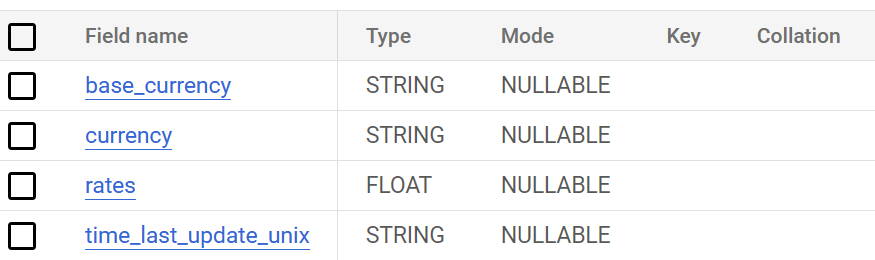 Field name Type Mode Key Collation
base_currency STRING NULLABLE
currency STRING NULLABLE
rates FLOAT NULLABLE
time_last_update_unix STRING NULLABLE